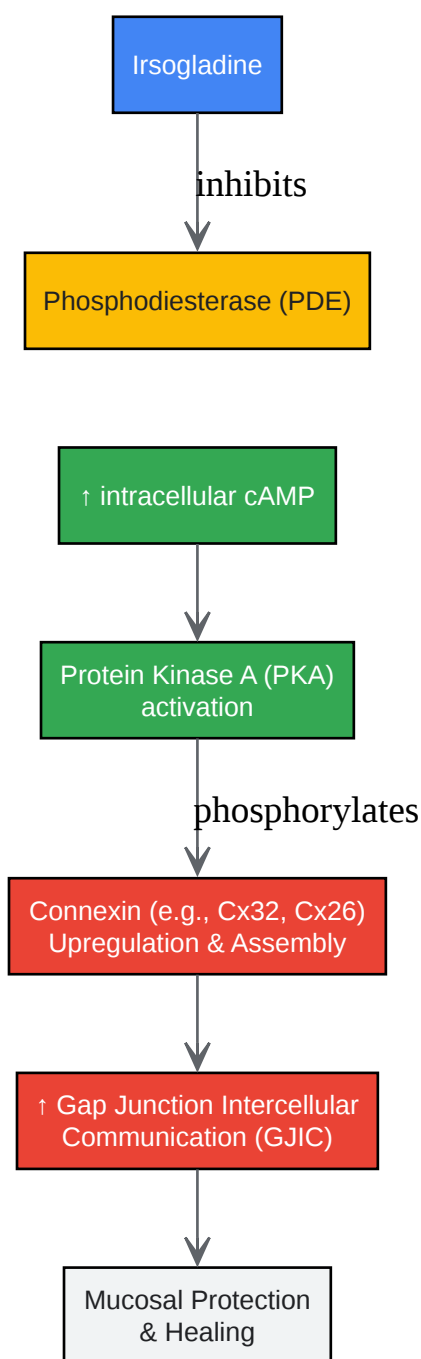 Irsogladine
inhibits
Phosphodiesterase (PDE)
↑ intracellular cAMP
Protein Kinase A (PKA)
activation
phosphorylates
Connexin (e.g., Cx32, Cx26)
Upregulation & Assembly
↑ Gap Junction Intercellular
Communication (GJIC)
Mucosal Protection
& Healing